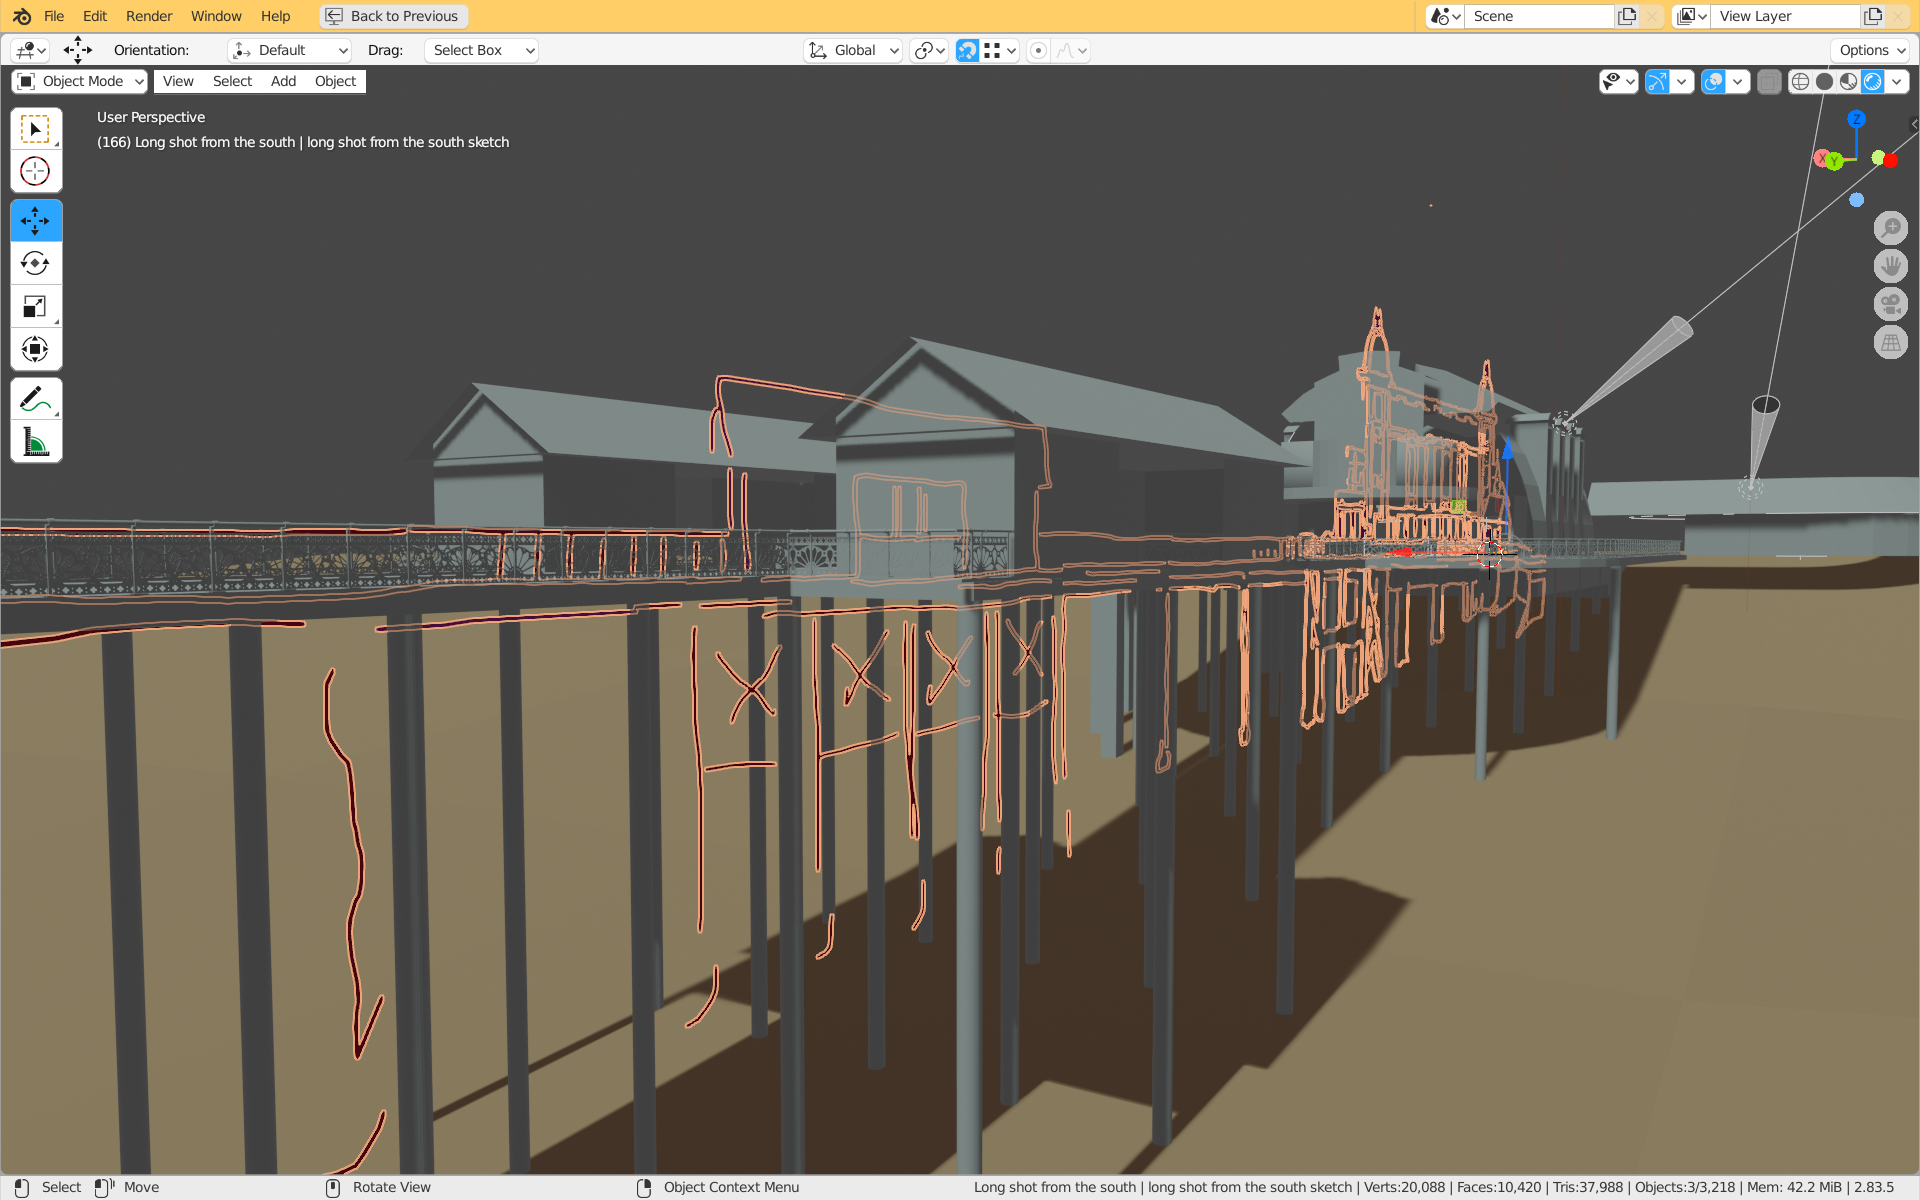 File Edit Render Window Help Back to Previous Scene View Layer
Orientation: Default Drag: Select Box Global Options
Object Mode View Select Add Object
User Perspective
(166) Long shot from the south | long shot from the south sketch
Z
X Y
Select Move Rotate View Object Context Menu Long shot from the south | long shot from the south sketch | Verts:20,088 | Faces:10,420 | Tris:37,988 | Objects:3/3,218 | Mem: 42.2 MiB | 2.83.5